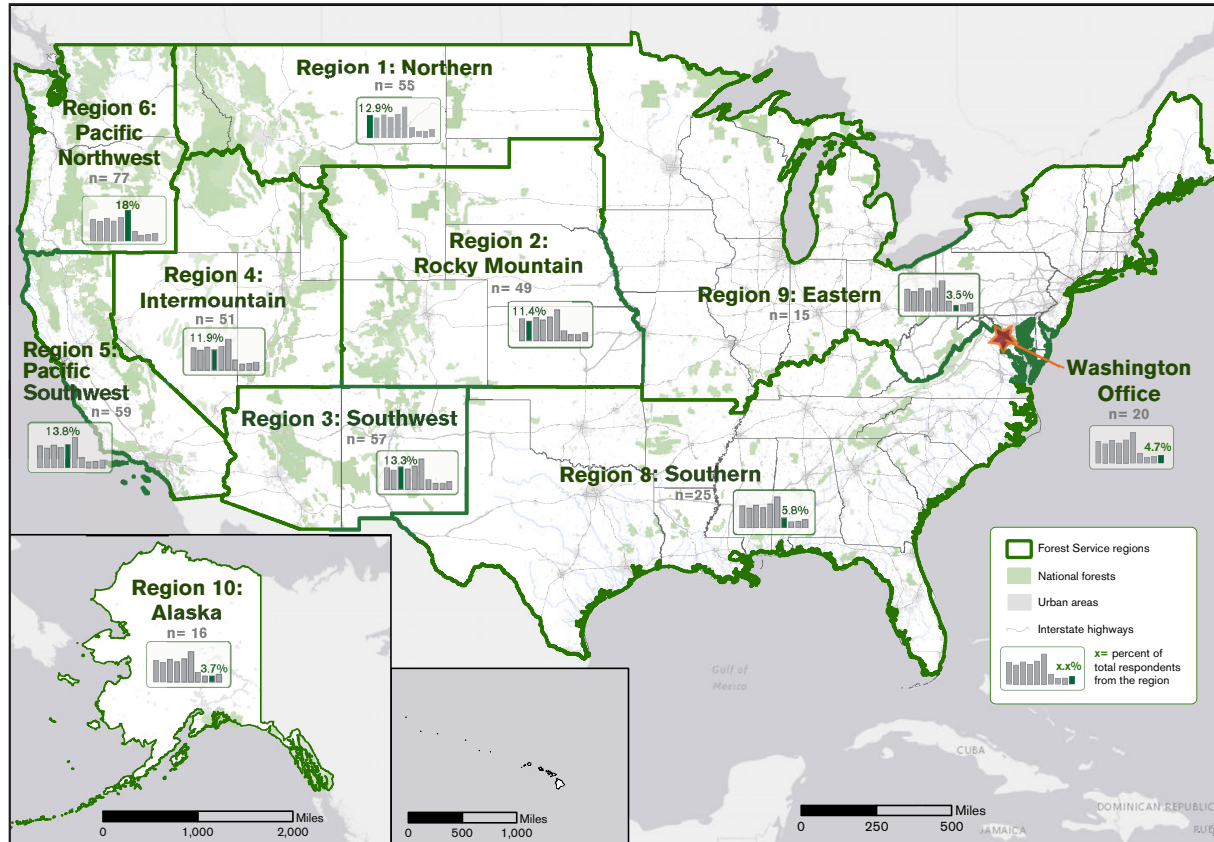 Region 1: Northern
n= 55
12.9%
Region 6:
Pacific
Northwest
n= 77
18%
Region 2:
Rocky Mountain
n= 49
11.4%
Region 4:
Intermountain
n= 51
11.9%
Region 9: Eastern
n= 15
3.5%
Region 5:
Pacific
Southwest
n= 59
13.8%
Washington
Office
n= 20
4.7%
Region 3: Southwest
n= 57
13.3%
Region 8: Southern
n=25
5.8%
Region 10:
Alaska
n= 16
3.7%
Forest Service regions
National forests
Urban areas
Interstate highways
x.x%
x= percent of
total respondents
from the region
Gulf of
Mexico
CUBA
DOMINICAN REPUBLIC
JAMAICA
Miles
0 1,000 2,000
Miles
0 500 1,000
Miles
0 250 500